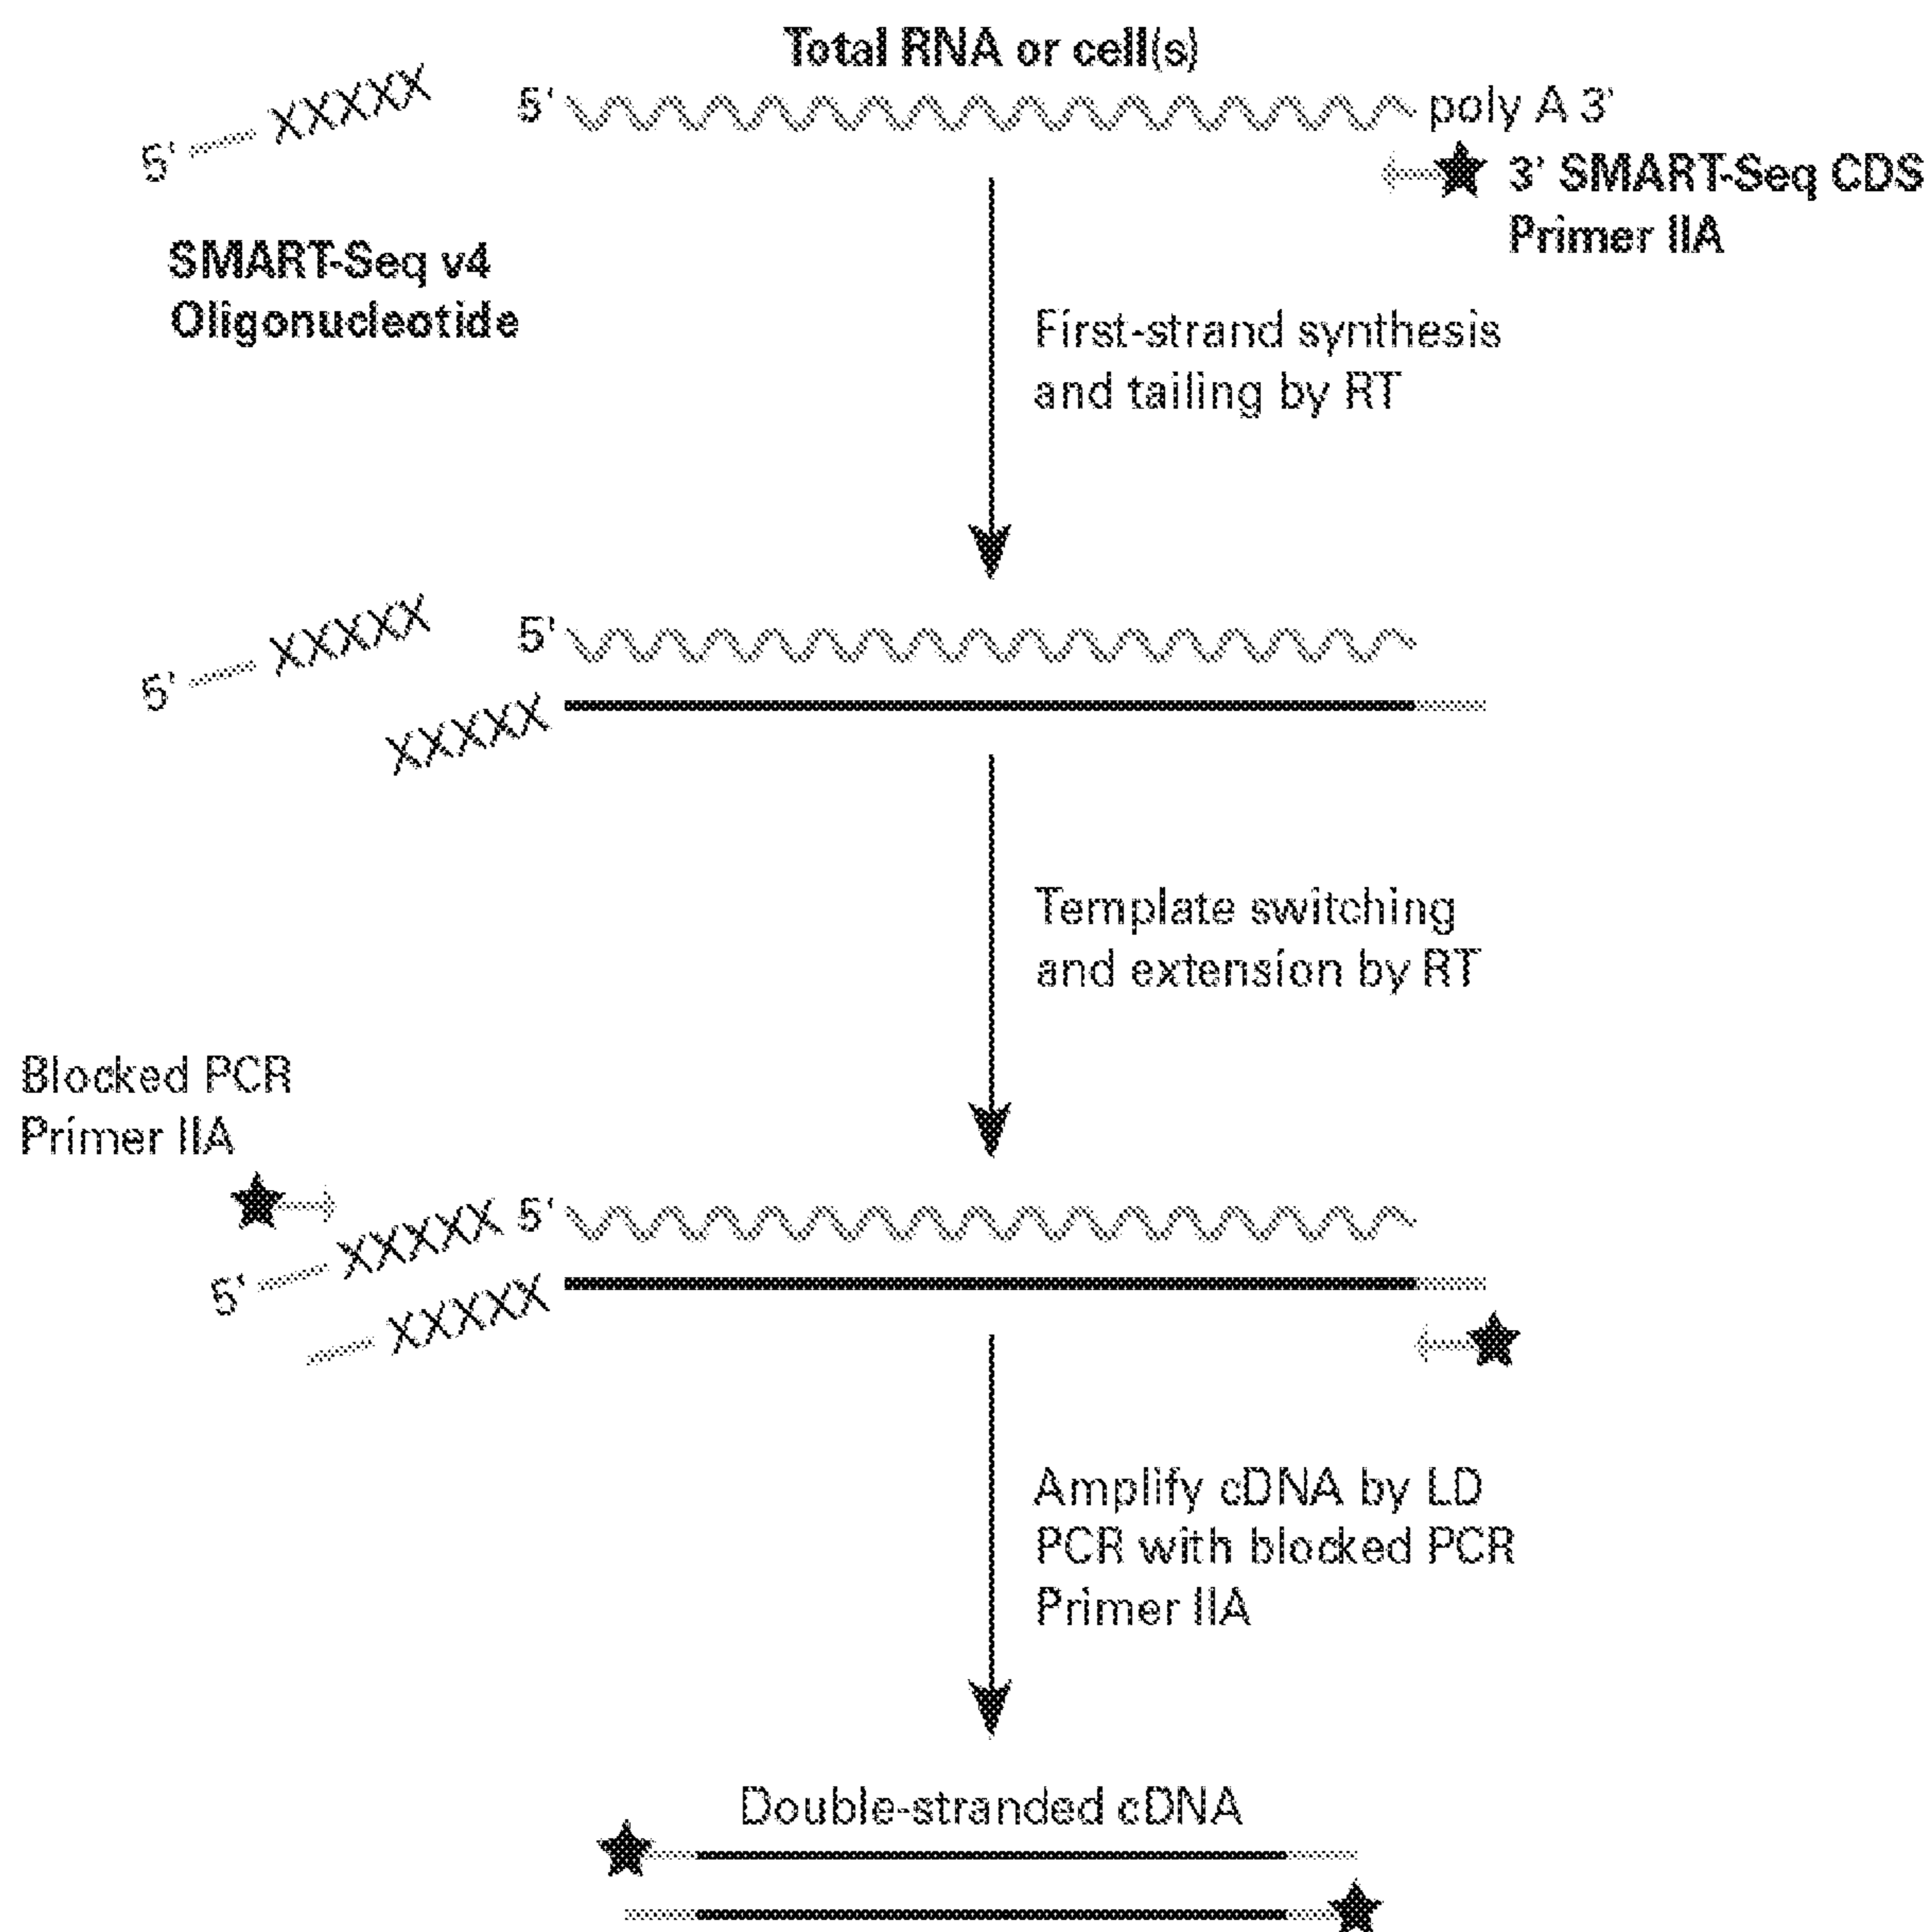 Total RNA or cell(s)
5' XXXXX
5' poly A 3'
3' SMART-Seq CDS
Primer IIA
SMART-Seq v4
Oligonucleotide
First-strand synthesis
and tailing by RT
5' XXXXX
5'
XXXXX
Template switching
and extension by RT
Blocked PCR
Primer IIA
5' XXXXX 5'
XXXXX
Amplify cDNA by LD
PCR with blocked PCR
Primer IIA
Double-stranded cDNA